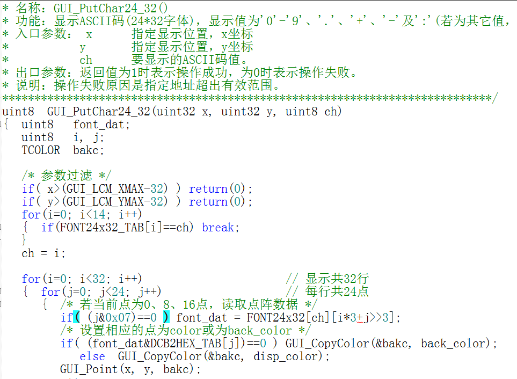 * 名称：GUI_PutChar24_32()
* 功能：显示ASCII码(24*32字体)，显示值为'0'-'9'、'.'、'+'、'-'及':'(若为其它值，
* 入口参数： x 指定显示位置，x坐标
* y 指定显示位置，y坐标
* ch 要显示的ASCII码值。
* 出口参数：返回值为1时表示操作成功，为0时表示操作失败。
* 说明：操作失败原因是指定地址超出有效范围。
****************************************************************************/
uint8 GUI_PutChar24_32(uint32 x, uint32 y, uint8 ch)
{ uint8 font_dat;
uint8 i, j;
TCOLOR bakc;
/* 参数过滤 */
if( x>(GUI_LCM_XMAX-32) ) return(0);
if( y>(GUI_LCM_YMAX-32) ) return(0);
for(i=0; i<14; i++)
{ if(FONT24x32_TAB[i]==ch) break;
}
ch = i;
for(i=0; i<32; i++) // 显示共32行
{ for(j=0; j<24; j++) // 每行共24点
{ /* 若当前点为0、8、16点，读取点阵数据 */
if( (j&0x07)==0 ) font_dat = FONT24x32[ch][i*3+j>>3];
/* 设置相应的点为color或为back_color */
if( (font_dat&DCB2HEX_TAB[j])==0 ) GUI_CopyColor(&bakc, back_color);
else GUI_CopyColor(&bakc, disp_color);
GUI_Point(x, y, bakc);